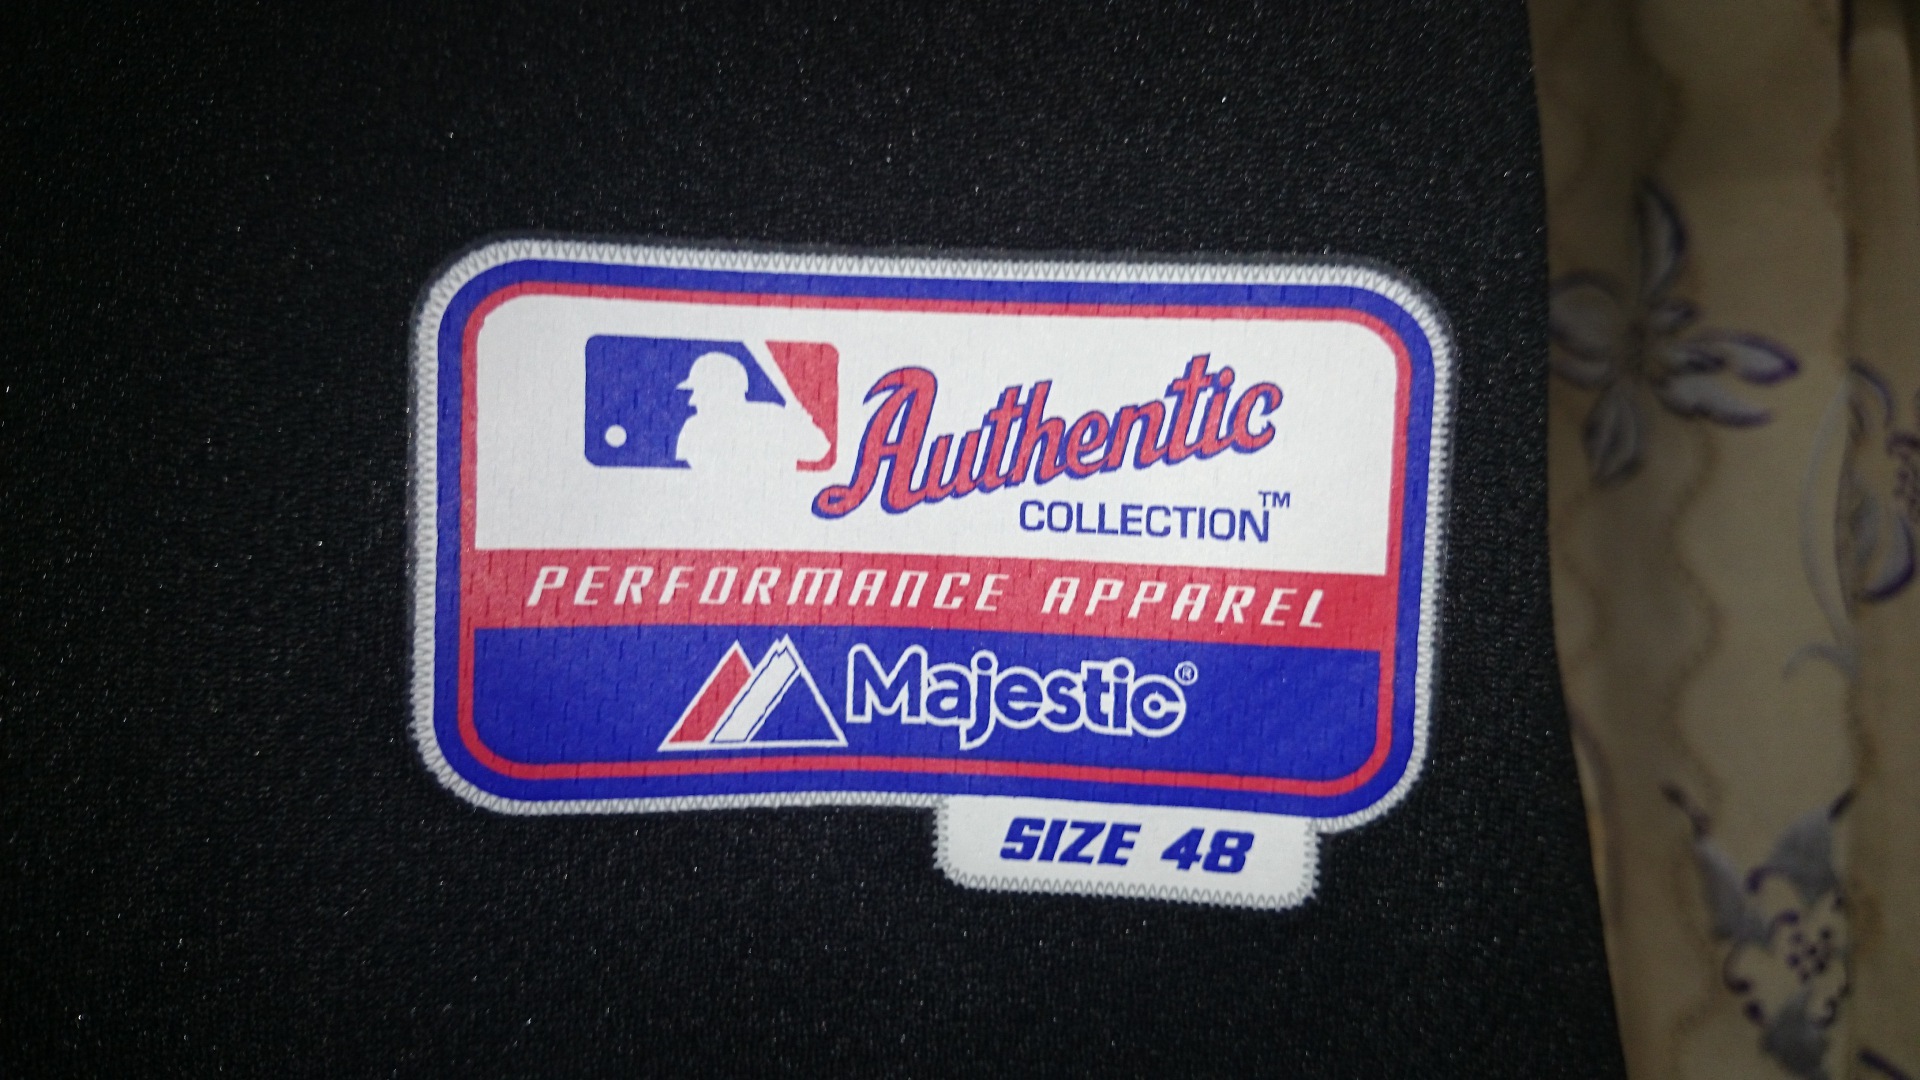 Authentic
COLLECTION™
PERFORMANCE APPAREL
Majestic®
SIZE 48